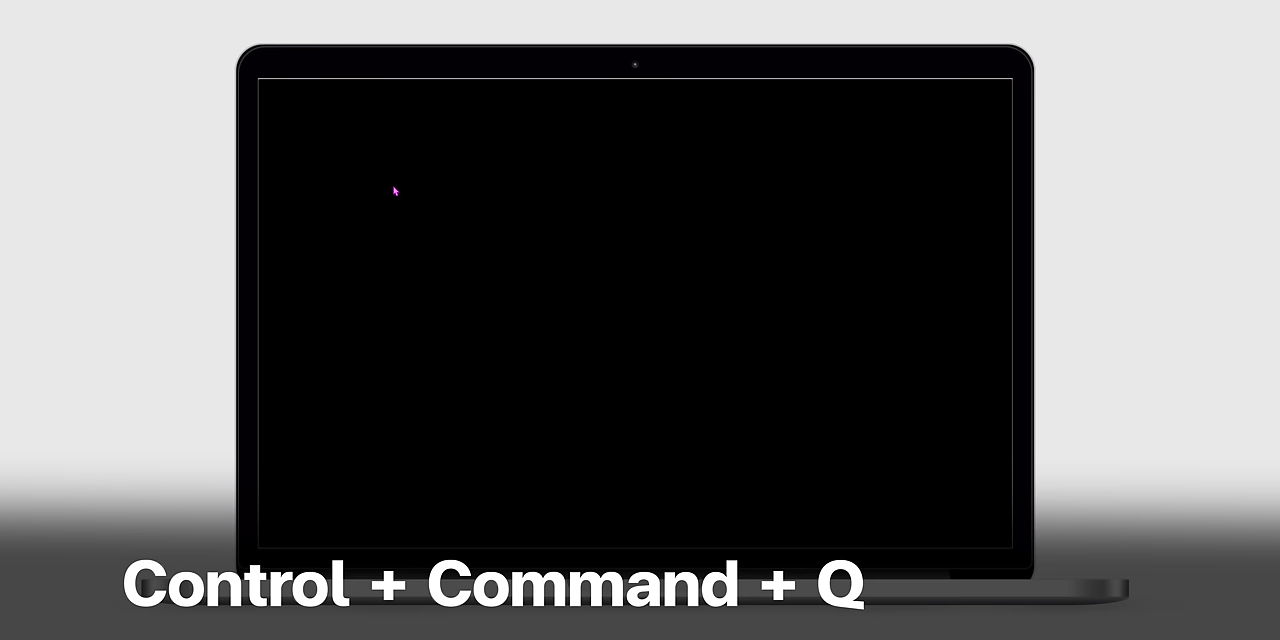 Control + Command + Q